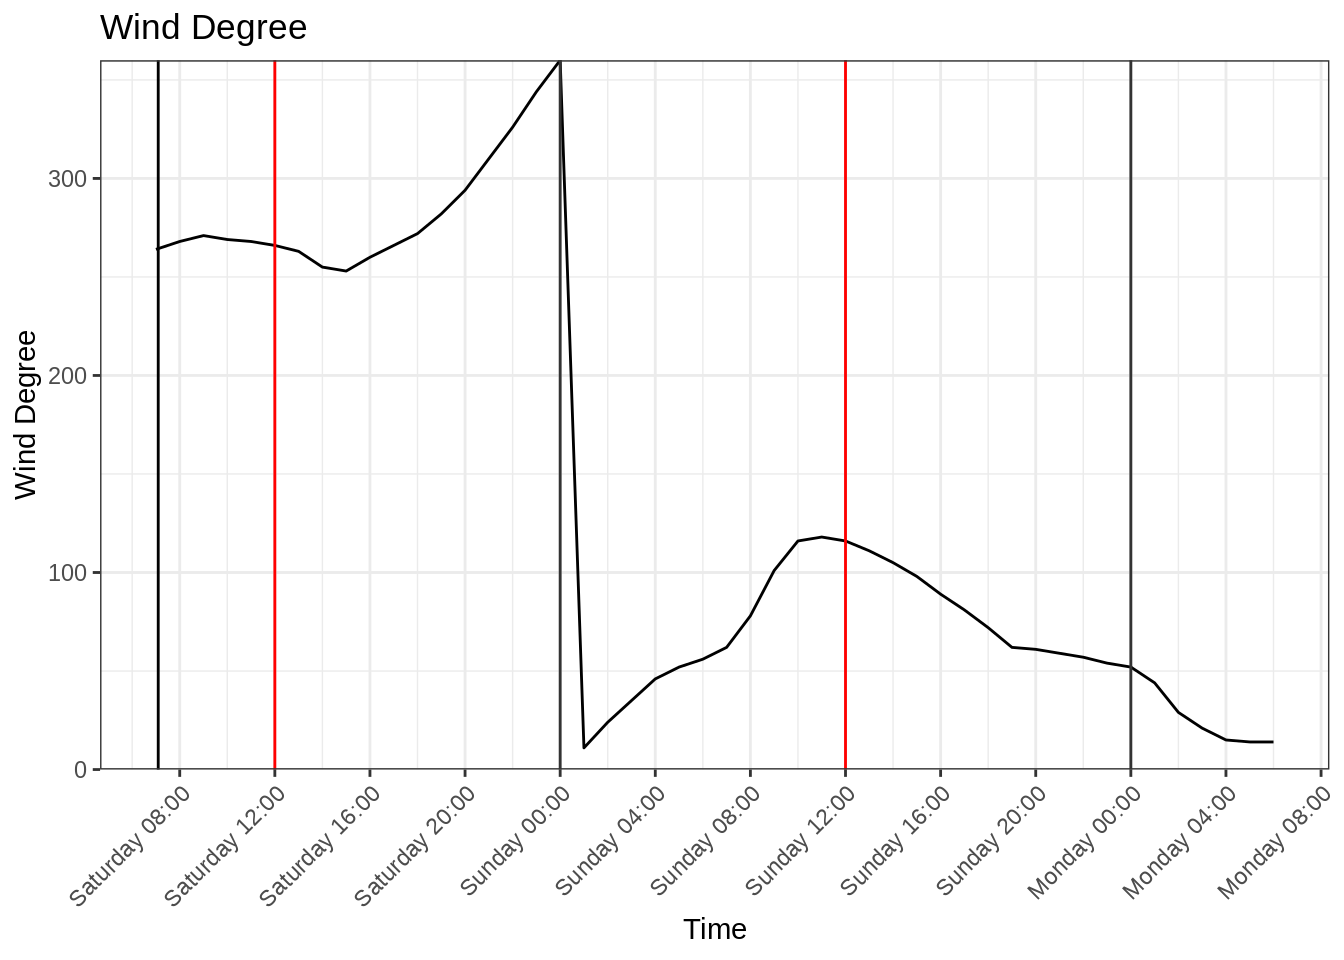 Wind Degree
Wind Degree
300
200
100
0
Saturday 08:00
Saturday 12:00
Saturday 16:00
Saturday 20:00
Sunday 00:00
Sunday 04:00
Sunday 08:00
Sunday 12:00
Sunday 16:00
Sunday 20:00
Monday 00:00
Monday 04:00
Monday 08:00
Time